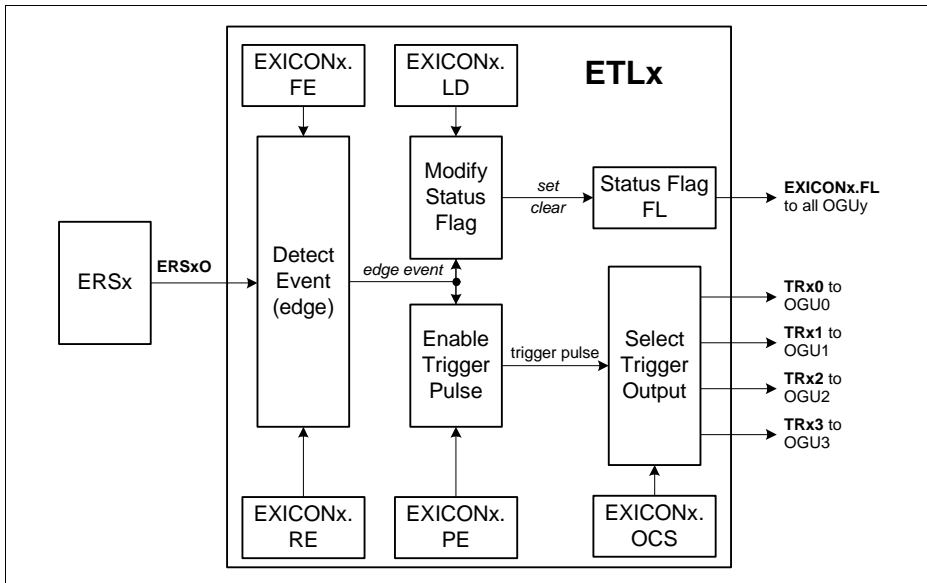 EXICONx.
FE
EXICONx.
LD
ETLx
Modify
Status
Flag
set
clear
Status Flag
FL
EXICONx.FL
to all OGUy
ERSx
ERSxO
Detect
Event
(edge)
edge event
Enable
Trigger
Pulse
trigger pulse
Select
Trigger
Output
TRx0 to
OGU0
TRx1 to
OGU1
TRx2 to
OGU2
TRx3 to
OGU3
EXICONx.
RE
EXICONx.
PE
EXICONx.
OCS